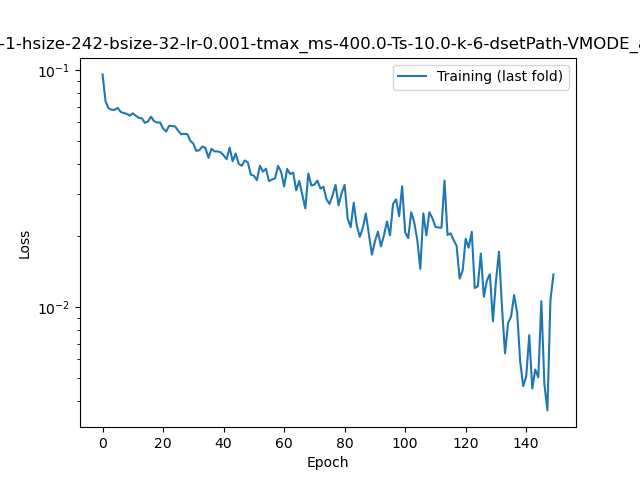 -1-hsize-242-bsize-32-lr-0.001-tmax_ms-400.0-Ts-10.0-k-6-dsetPath-VMODE_
Training (last fold)
10⁻¹
10⁻²
Loss
0 20 40 60 80 100 120 140
Epoch